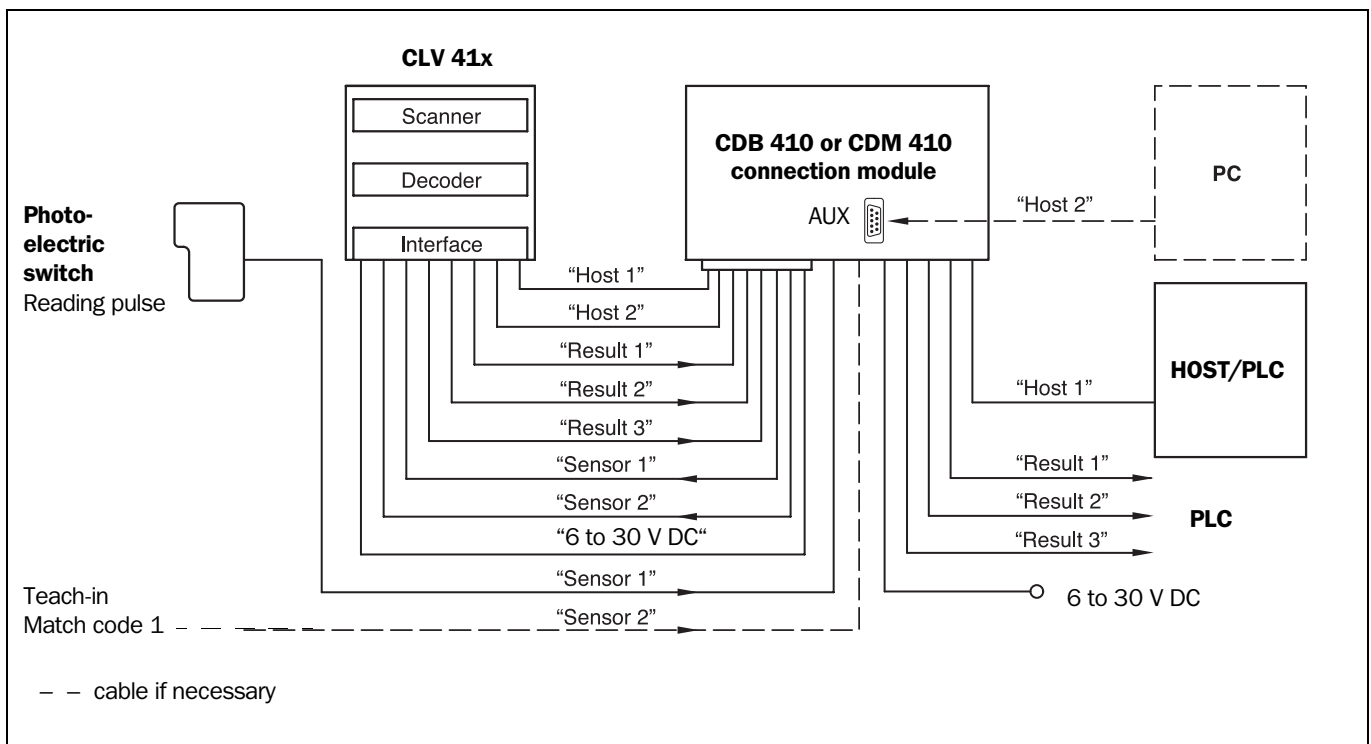 CLV 41x
Scanner
Decoder
Interface
CDB 410 or CDM 410
connection module
AUX
PC
“Host 2”
Photo-
electric
switch
Reading pulse
“Host 1”
“Host 2”
“Result 1”
“Result 2”
“Result 3”
“Sensor 1”
“Sensor 2”
“6 to 30 V DC“
“Sensor 1”
“Sensor 2”
HOST/PLC
“Host 1”
“Result 1”
“Result 2”
“Result 3”
PLC
6 to 30 V DC
Teach-in
Match code 1
– – cable if necessary